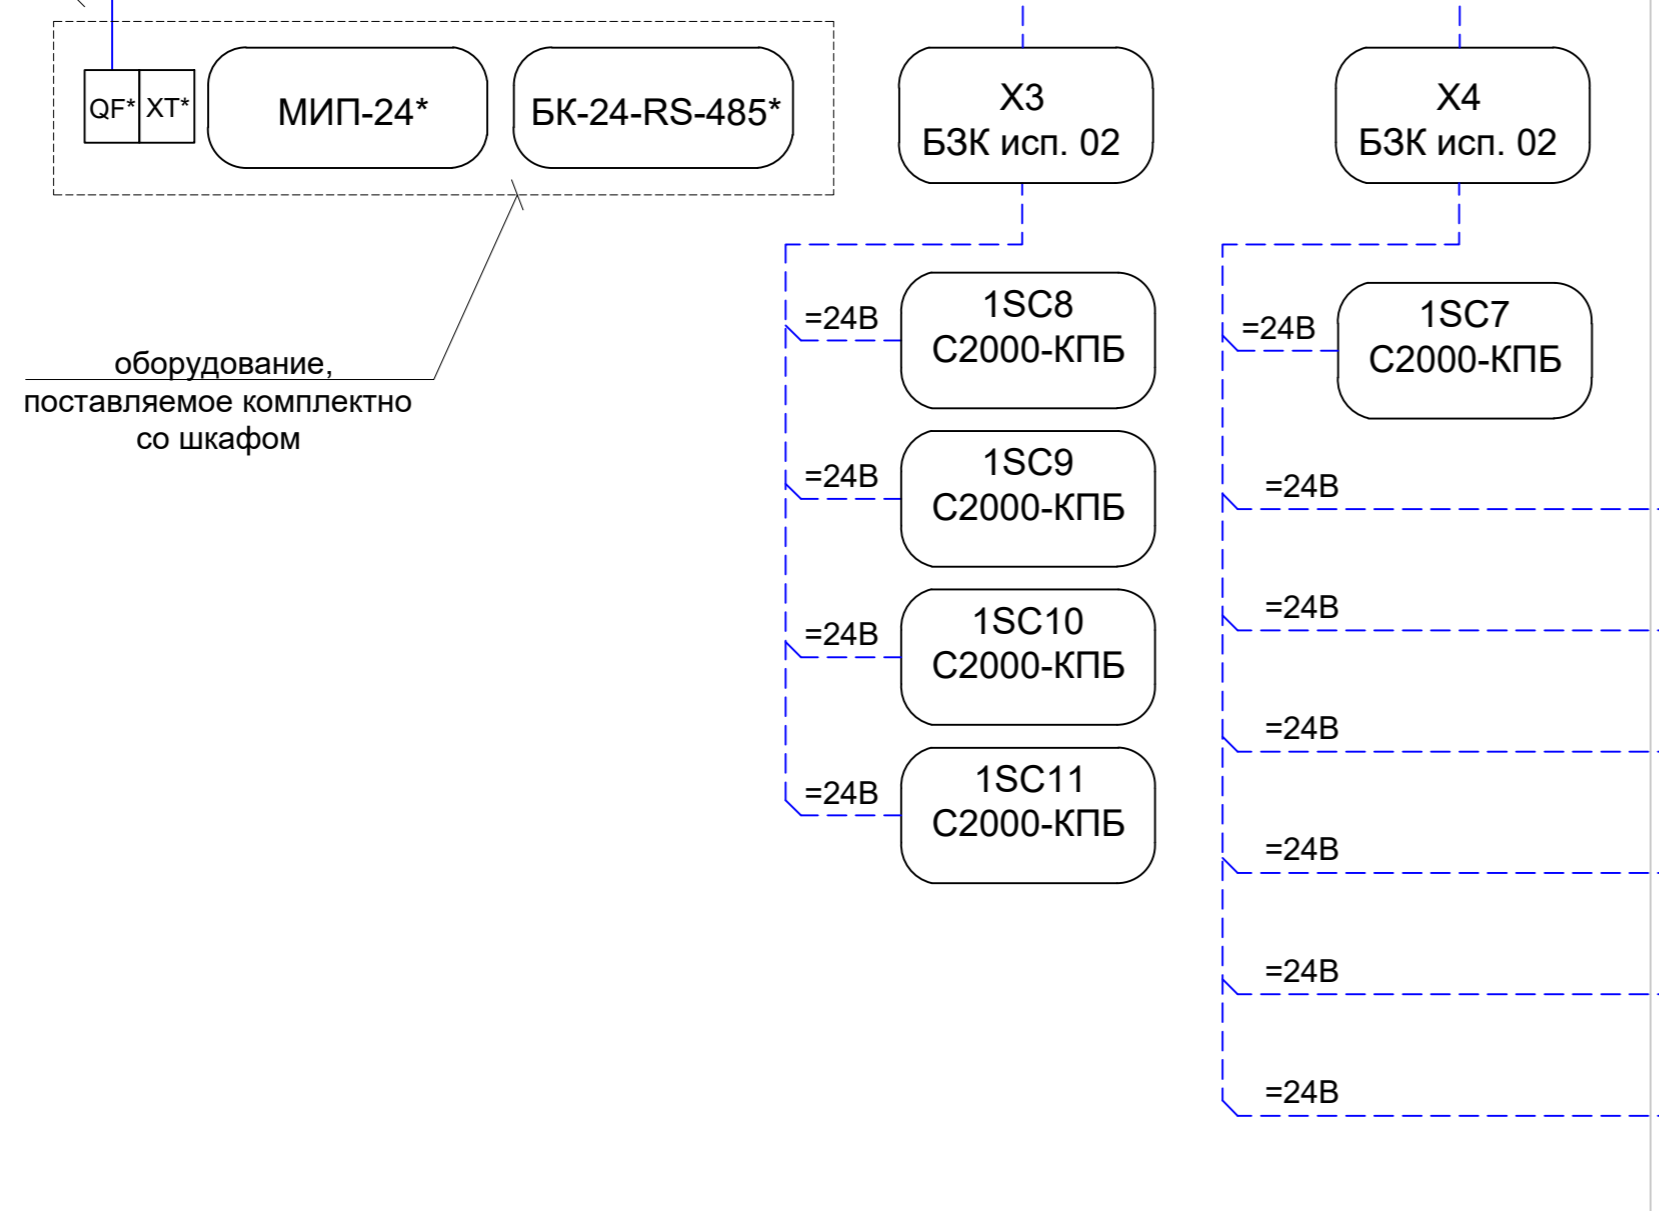 QF*
XT*
МИП-24*
БК-24-RS-485*
оборудование,
поставляемое комплектно
со шкафом
X3
БЗК исп. 02
=24В
1SC8
С2000-КПБ
=24В
1SC9
С2000-КПБ
=24В
1SC10
С2000-КПБ
=24В
1SC11
С2000-КПБ
X4
БЗК исп. 02
=24В
1SC7
С2000-КПБ
=24В
=24В
=24В
=24В
=24В
=24В